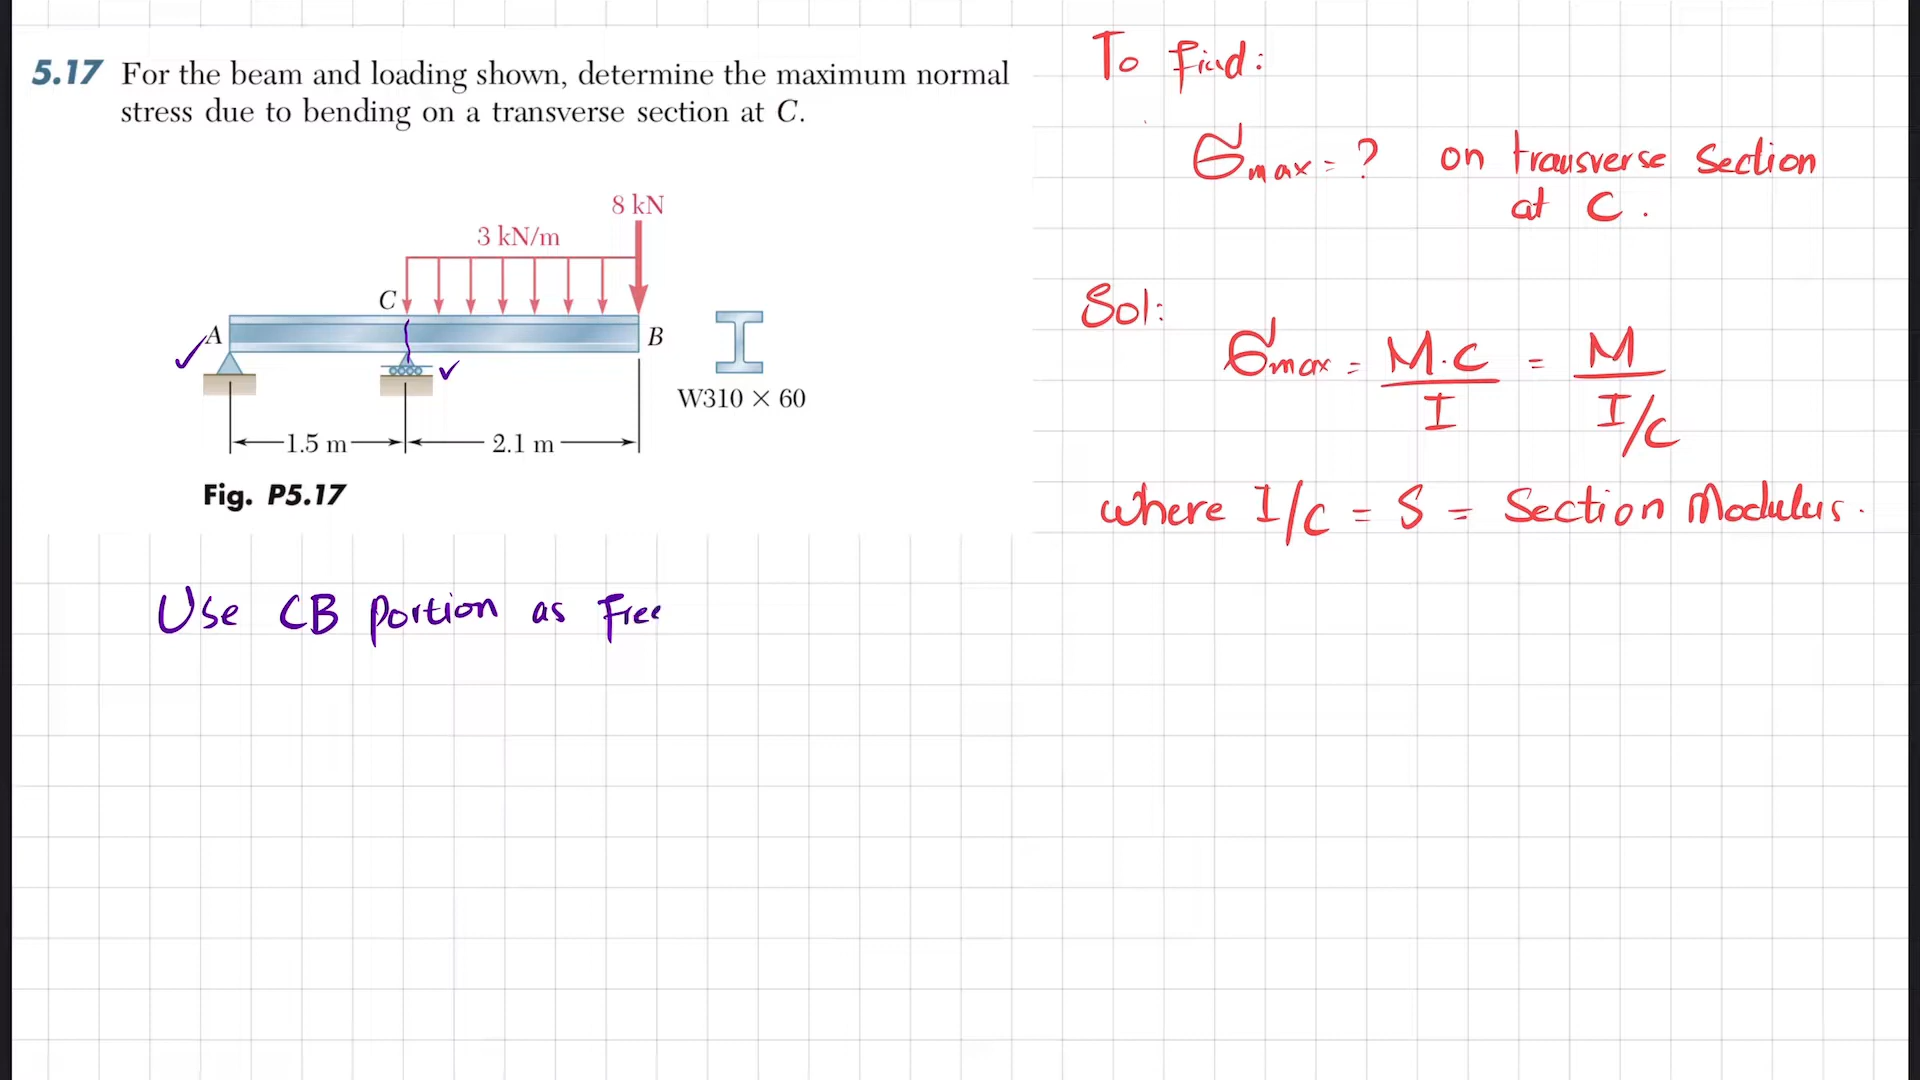 5.17 For the beam and loading shown, determine the maximum normal
stress due to bending on a transverse section at C.
8 kN
3 kN/m
C
A
B
W310 × 60
1.5 m
2.1 m
Fig. P5.17
Use CB portion as Free
To Find:
σmax = ? on transverse section
at C.
Sol:
σmax = M.C / I = M / I/C
where I/C = S = Section Modulus.